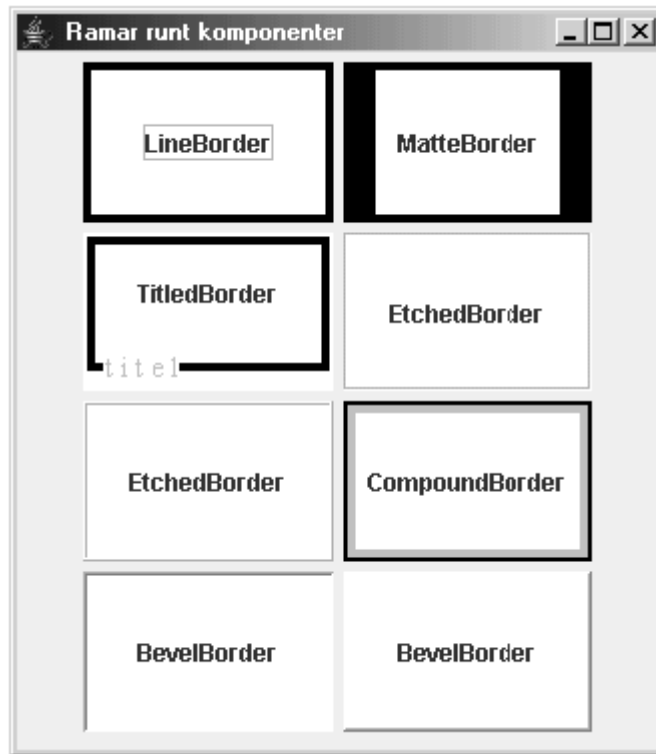 Ramar runt komponenter
LineBorder
MatteBorder
TitledBorder
titel
EtchedBorder
EtchedBorder
CompoundBorder
BevelBorder
BevelBorder